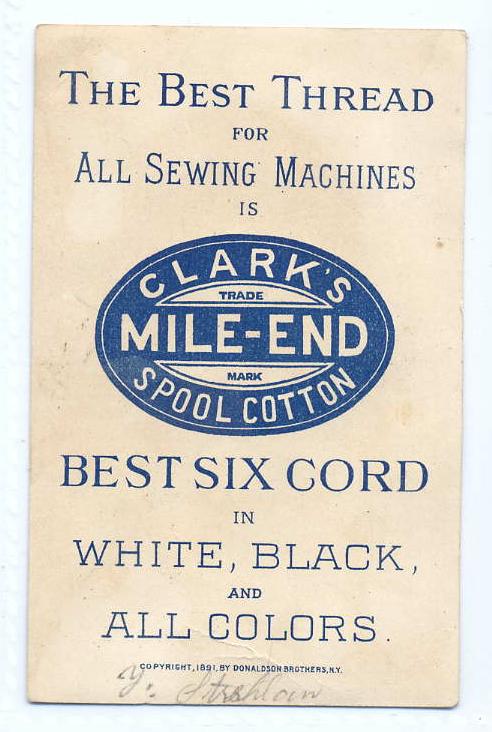 THE BEST THREAD
FOR
ALL SEWING MACHINES
IS
CLARK'S
TRADE
MILE-END
MARK
SPOOL COTTON
BEST SIX CORD
IN
WHITE, BLACK,
AND
ALL COLORS.
COPYRIGHT, 1891, BY DONALDSON BROTHERS, N.Y.